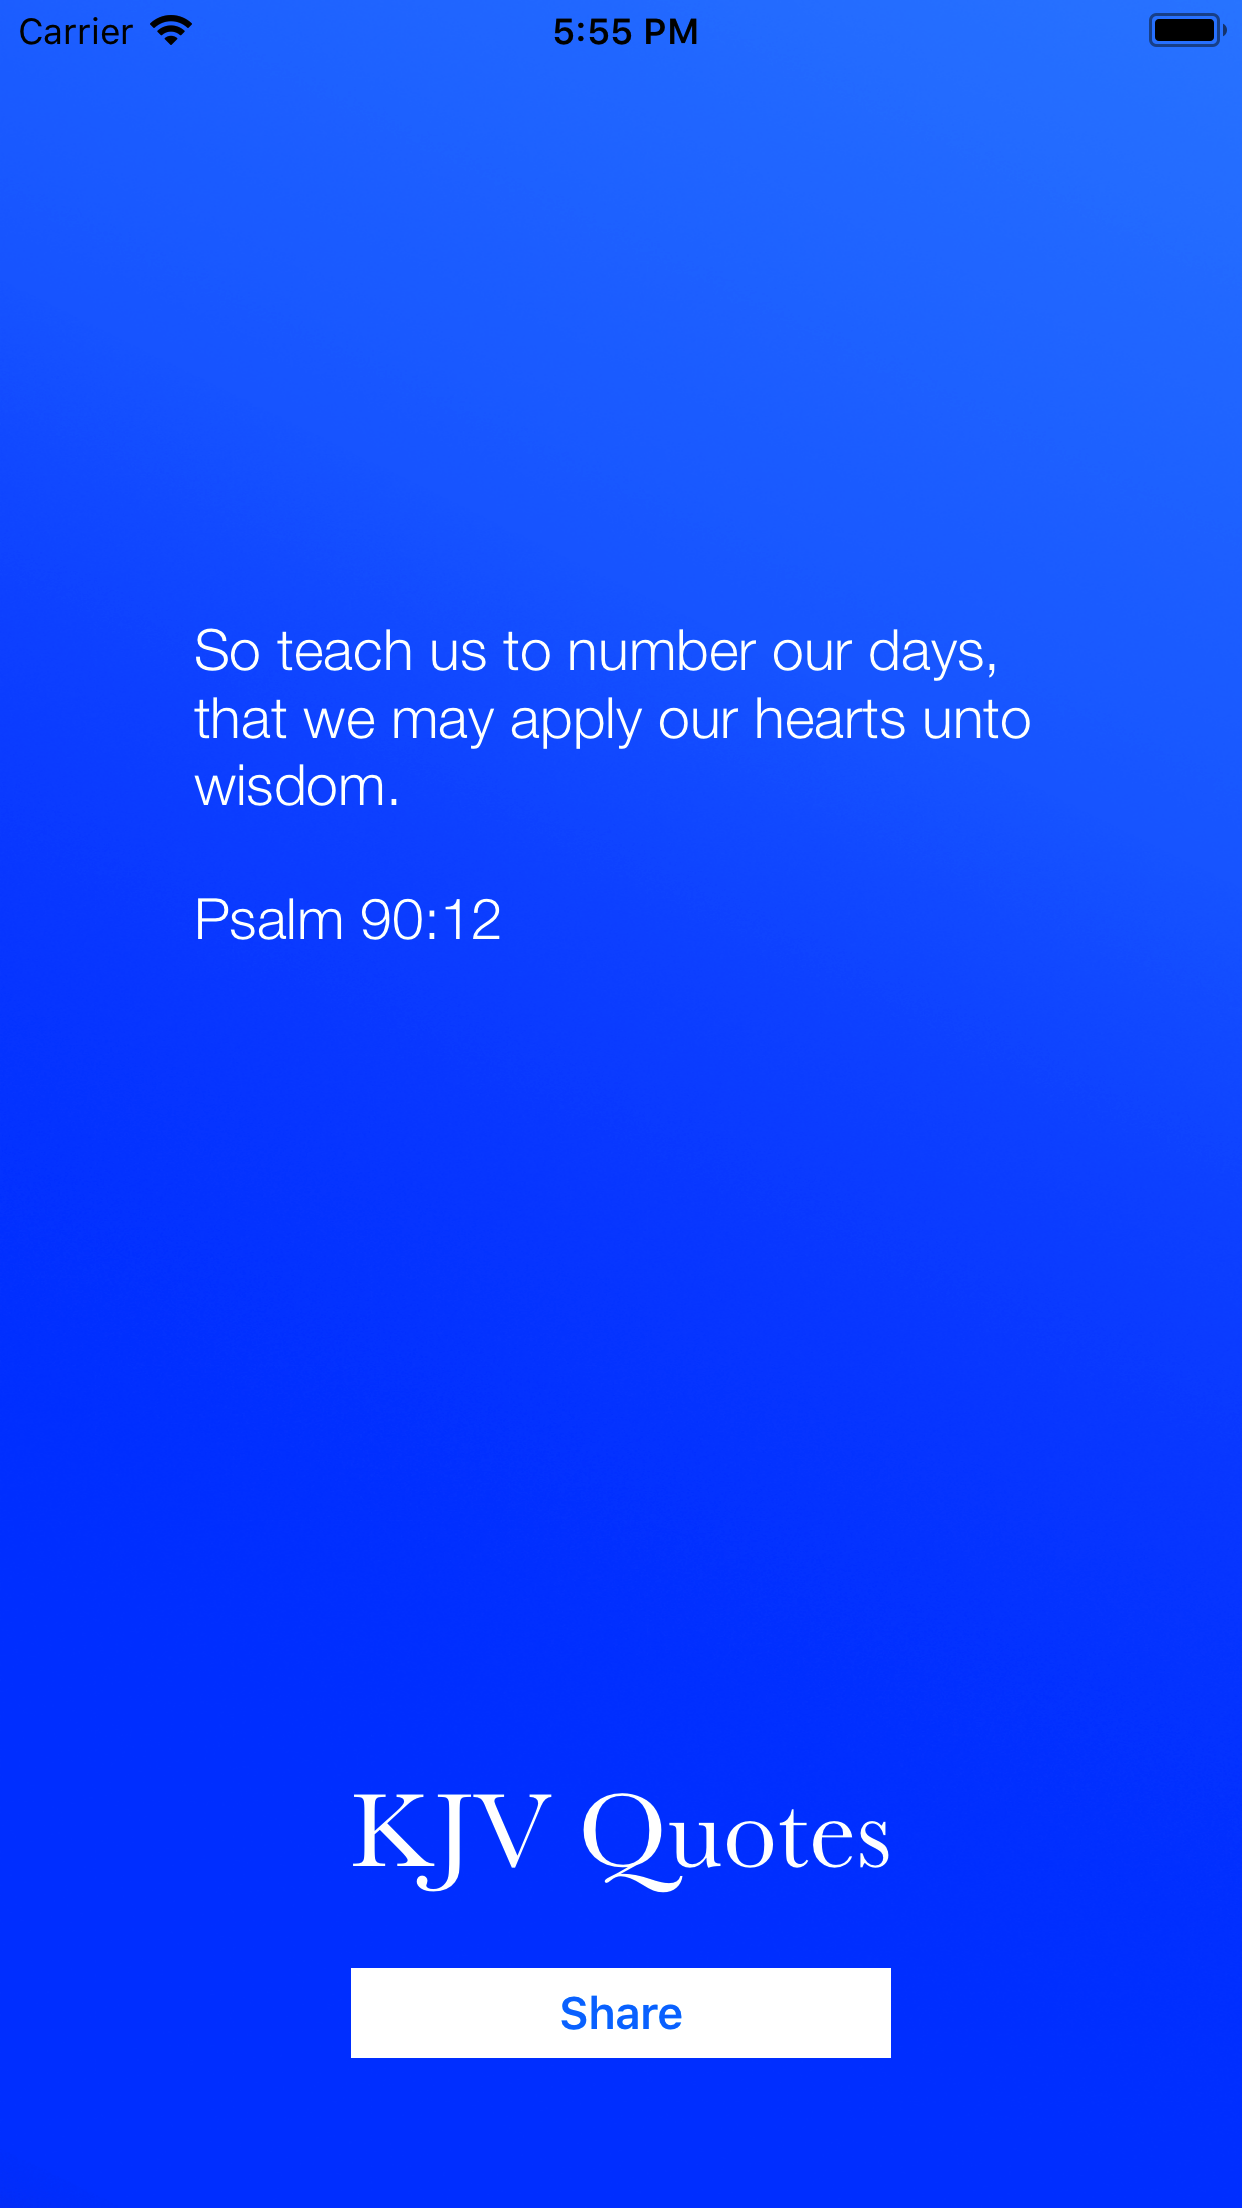 Carrier 5:55 PM
So teach us to number our days,
that we may apply our hearts unto
wisdom.
Psalm 90:12
KJV Quotes
Share